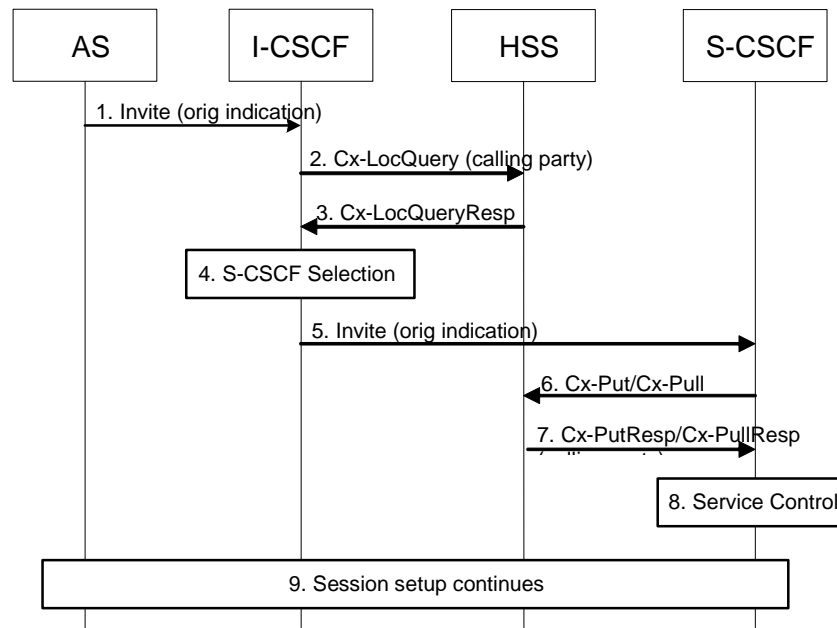 AS
I-CSCF
HSS
S-CSCF
1. Invite (orig indication)
2. Cx-LocQuery (calling party)
3. Cx-LocQueryResp
4. S-CSCF Selection
5. Invite (orig indication)
6. Cx-Put/Cx-Pull
7. Cx-PutResp/Cx-PullResp
8. Service Control
9. Session setup continues